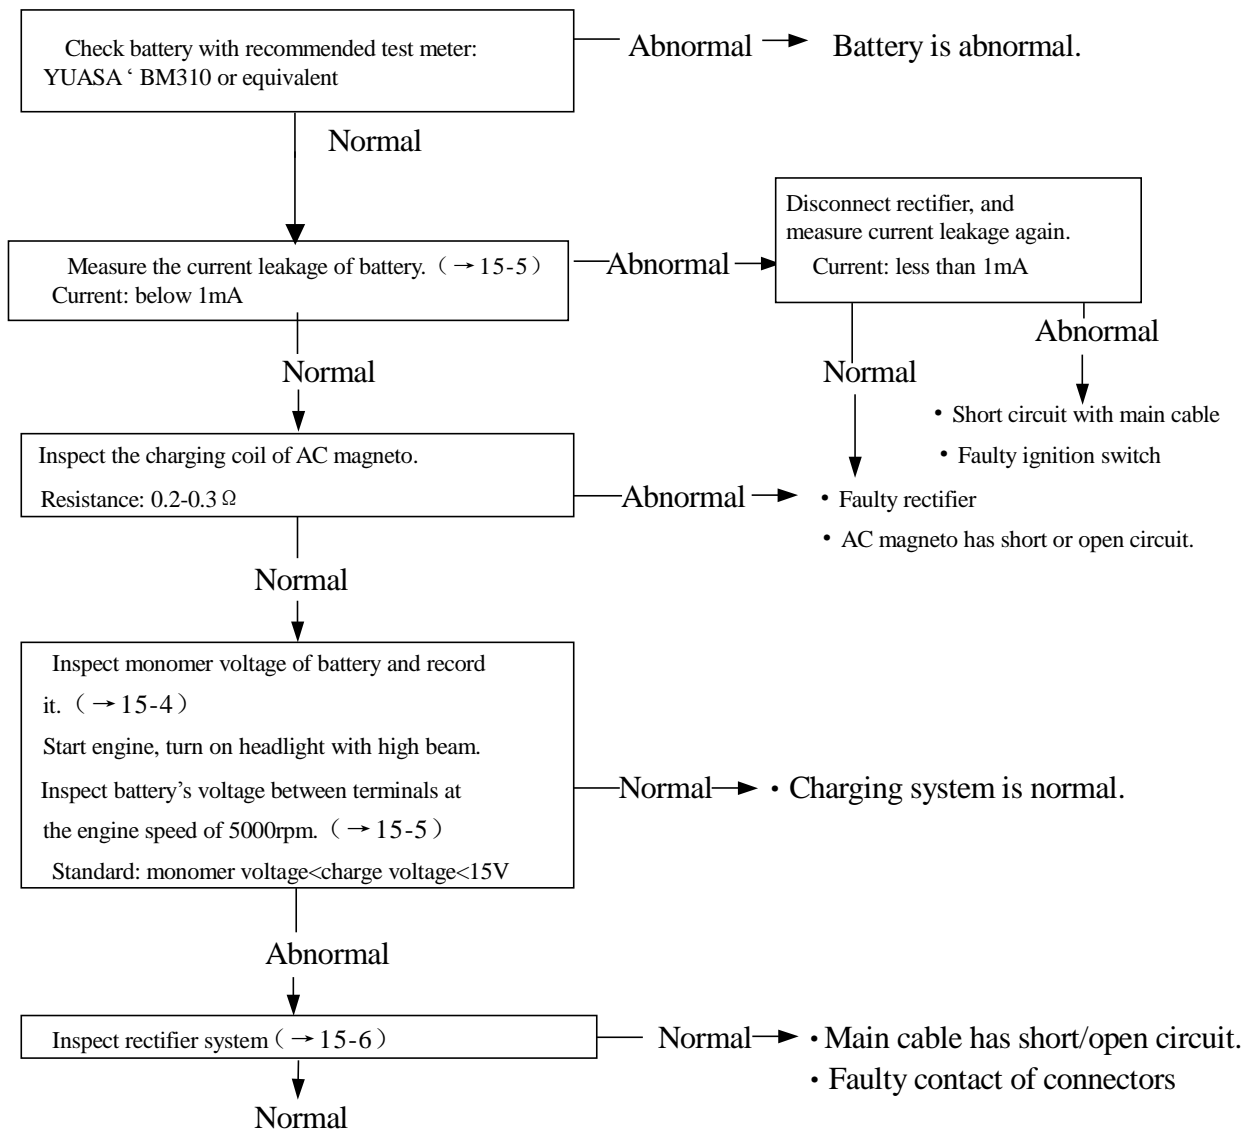 Check battery with recommended test meter:
YUASA ‘ BM310 or equivalent
Abnormal
Battery is abnormal.
Normal
Measure the current leakage of battery.（→15-5）
Current: below 1mA
Abnormal
Disconnect rectifier, and
measure current leakage again.
Current: less than 1mA
Normal
Normal
Abnormal
• Short circuit with main cable
• Faulty ignition switch
Inspect the charging coil of AC magneto.
Resistance: 0.2-0.3Ω
Abnormal
• Faulty rectifier
• AC magneto has short or open circuit.
Normal
Inspect monomer voltage of battery and record
it.（→15-4）
Start engine, turn on headlight with high beam.
Inspect battery’s voltage between terminals at
the engine speed of 5000rpm.（→15-5）
Standard: monomer voltage<charge voltage<15V
Normal
• Charging system is normal.
Abnormal
Inspect rectifier system（→15-6）
Normal
• Main cable has short/open circuit.
• Faulty contact of connectors
Normal